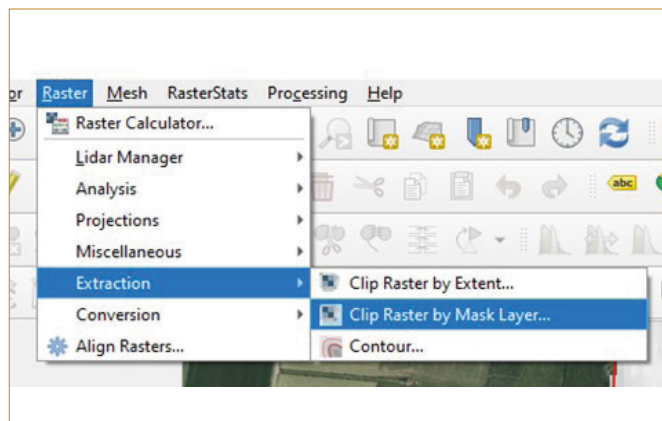 or Raster Mesh RasterStats Processing Help
Raster Calculator...
Lidar Manager
abc
Analysis
Projections
Miscellaneous
Extraction
Clip Raster by Extent...
Conversion
Clip Raster by Mask Layer...
Align Rasters...
Contour...